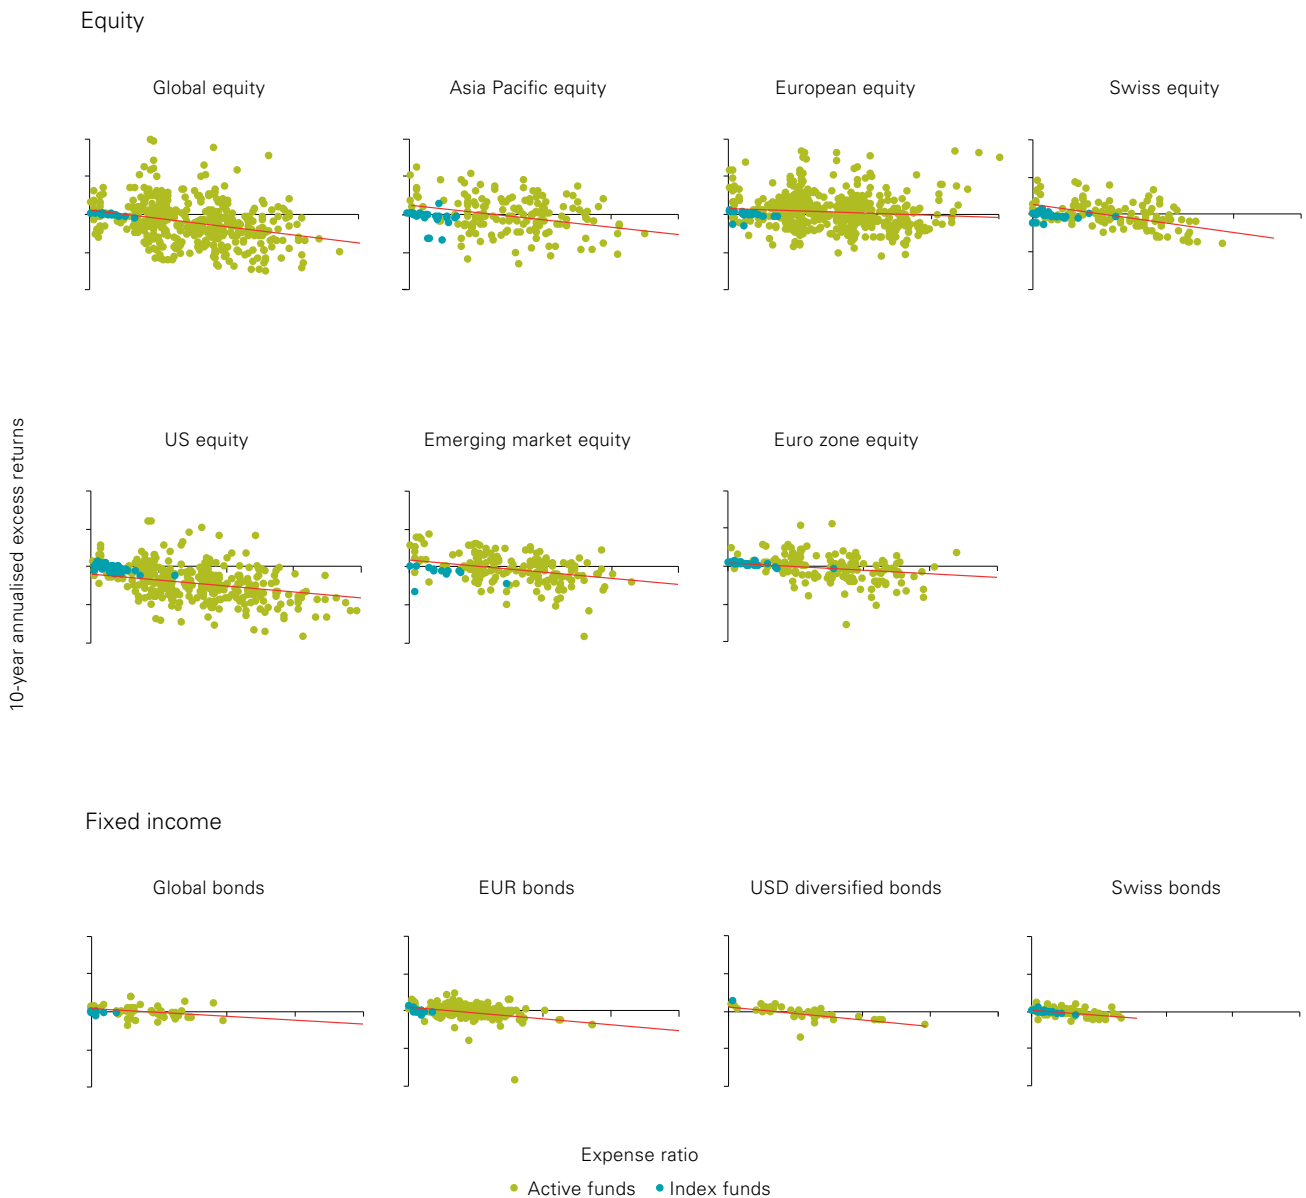 Equity
Global equity
Asia Pacific equity
European equity
Swiss equity
US equity
Emerging market equity
Euro zone equity
10-year annualised excess returns
Fixed income
Global bonds
EUR bonds
USD diversified bonds
Swiss bonds
Expense ratio
Active funds
Index funds